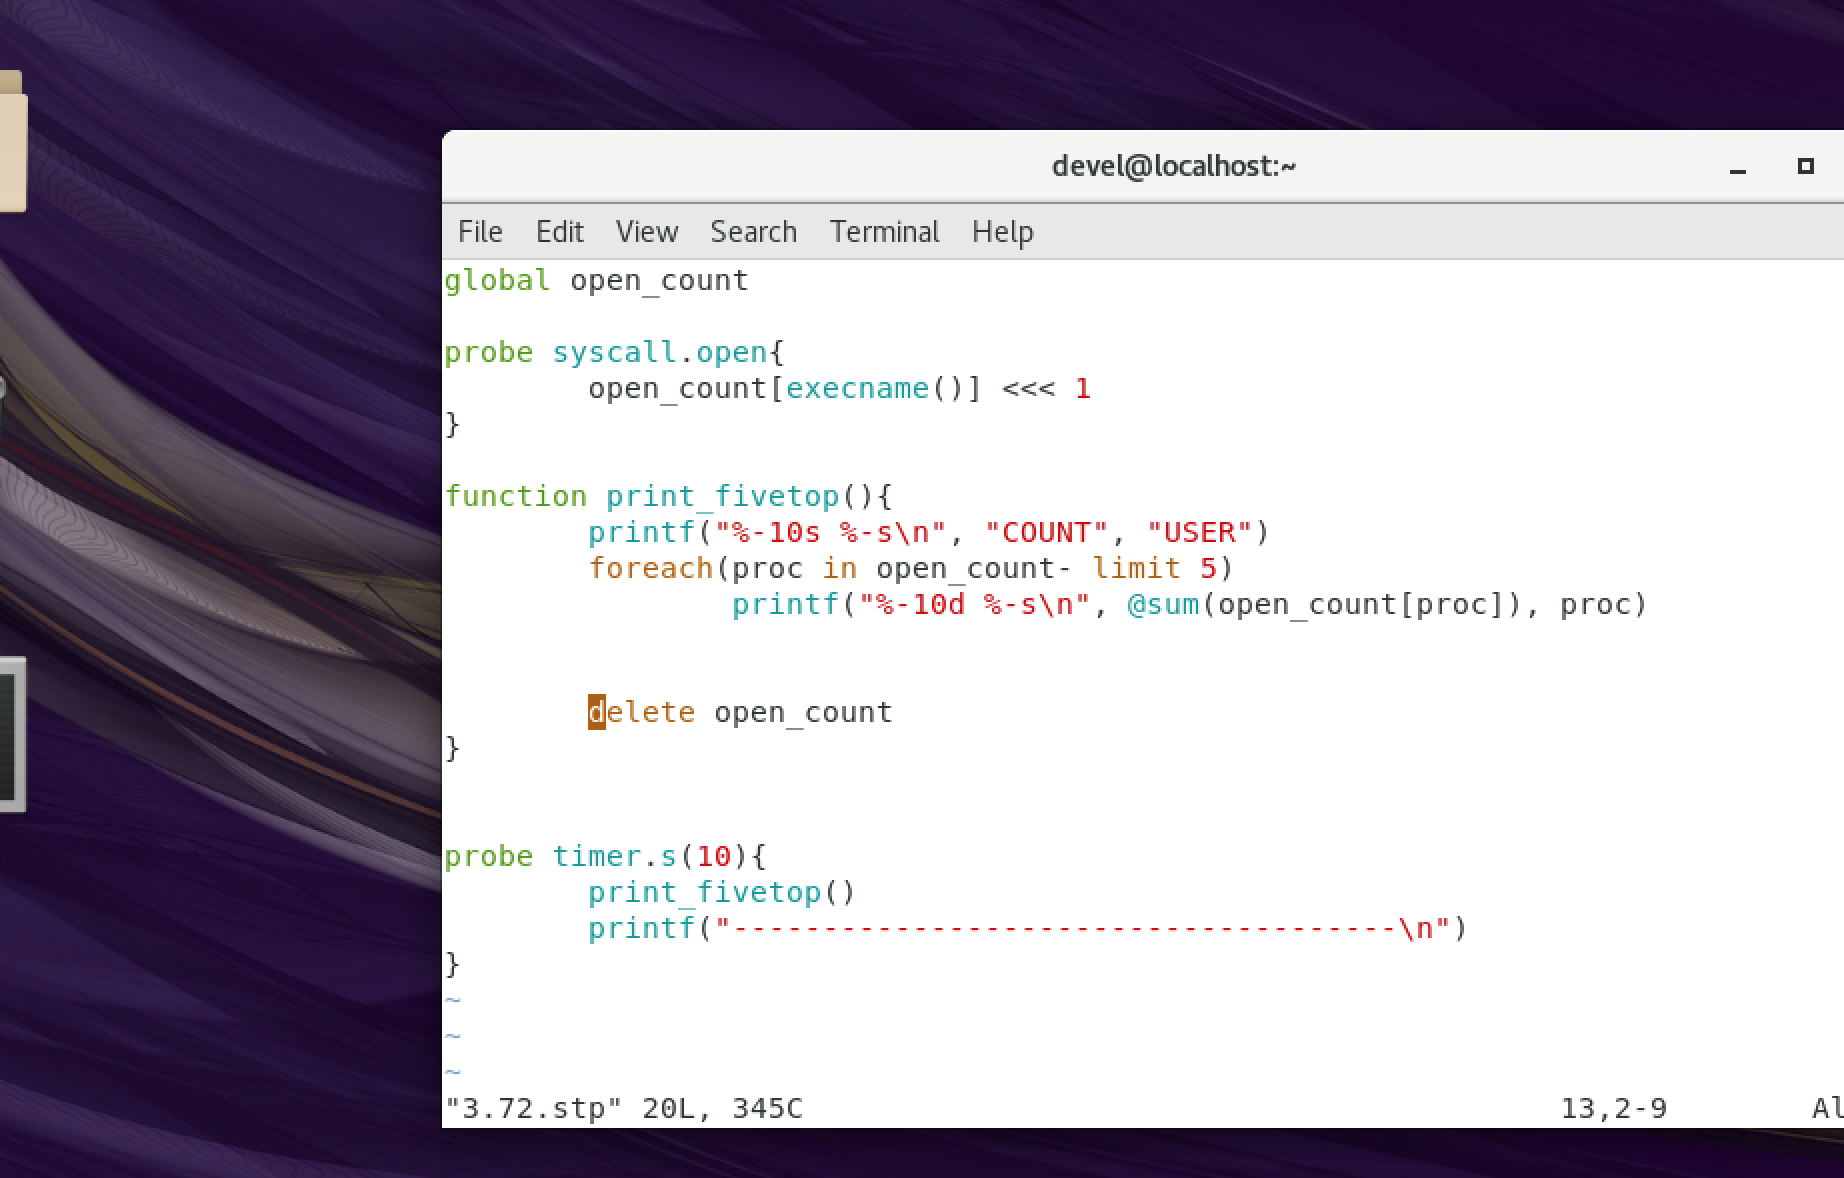 devel@localhost:~
File Edit View Search Terminal Help
global open_count
probe syscall.open{
        open_count[execname()] <<< 1
}
function print_fivetop(){
        printf("%-10s %-s\n", "COUNT", "USER")
        foreach(proc in open_count- limit 5)
                printf("%-10d %-s\n", @sum(open_count[proc]), proc)
        delete open_count
}
probe timer.s(10){
        print_fivetop()
        printf("-------------------------------------\n")
}
~
~
~
"3.72.stp" 20L, 345C 13,2-9 Al